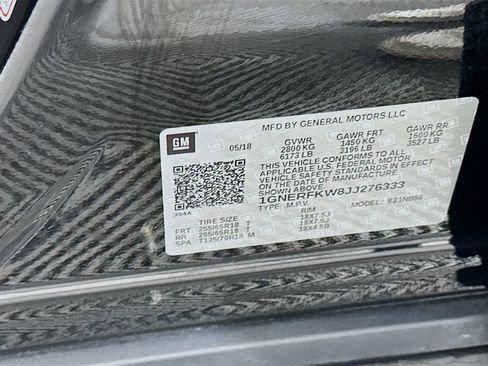 MFD BY GENERAL MOTORS LLC
GM
05/18 GVWR GAWR FRT GAWR RR
2800 KG 1450 KG 1600 KG
6173 LB 3196 LB 3527 LB
THIS VEHICLE CONFORMS TO ALL
APPLICABLE U.S. FEDERAL MOTOR
VEHICLE SAFETY STANDARDS IN EFFECT
ON THE DATE OF MANUFACTURE
SHOWN ABOVE.
1GNERFKW8JJ276333
TYPE: M.P.V. MODEL:
TIRE SIZE RIM
FRT 255/65R18 T 18X7.5J
RR 255/65R18 T 18X7.5J
SPA T135/70R18 M 18X4.5B